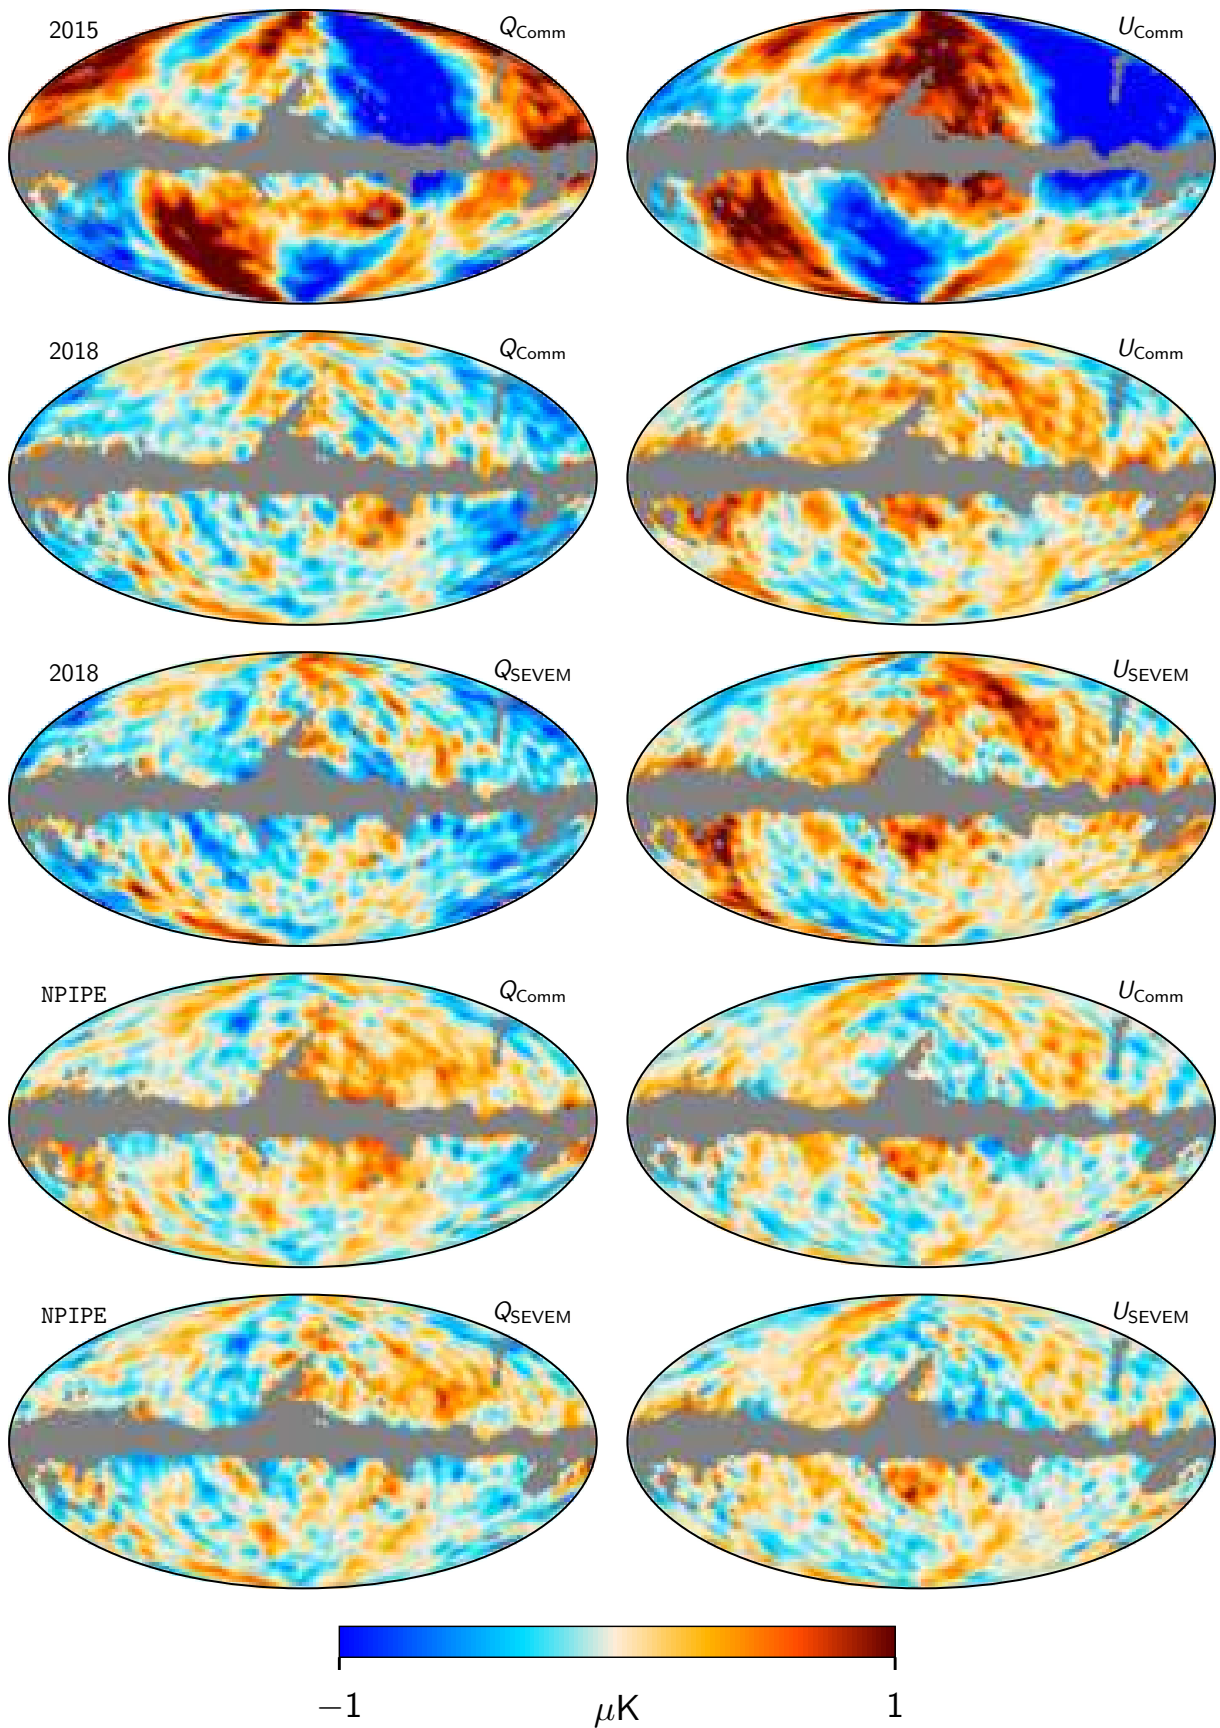 2015 Q_Comm U_Comm
2018 Q_Comm U_Comm
2018 Q_SEVEM U_SEVEM
NPIPE Q_Comm U_Comm
NPIPE Q_SEVEM U_SEVEM
−1 μK 1